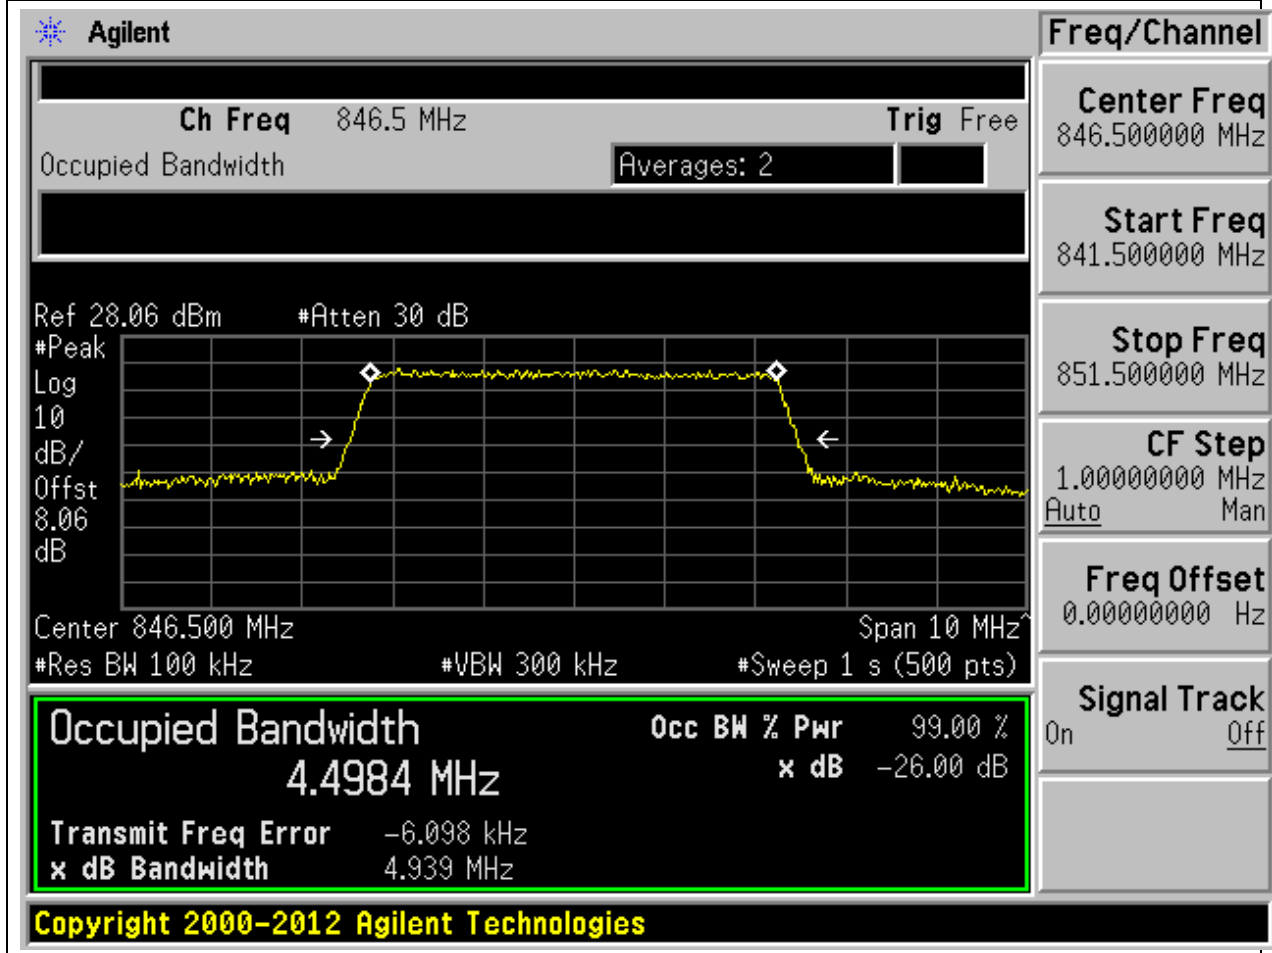 Agilent
Freq/Channel
Ch Freq 846.5 MHz Trig Free
Occupied Bandwidth Averages: 2
Center Freq
846.500000 MHz
Start Freq
841.500000 MHz
Stop Freq
851.500000 MHz
CF Step
1.00000000 MHz
Auto Man
Freq Offset
0.00000000 Hz
Signal Track
On Off
Ref 28.06 dBm #Atten 30 dB
#Peak
Log
10
dB/
Offst
8.06
dB
Center 846.500 MHz Span 10 MHz^
#Res BW 100 kHz #VBW 300 kHz #Sweep 1 s (500 pts)
Occupied Bandwidth Occ BW % Pwr 99.00 %
4.4984 MHz x dB -26.00 dB
Transmit Freq Error -6.098 kHz
x dB Bandwidth 4.939 MHz
Copyright 2000-2012 Agilent Technologies